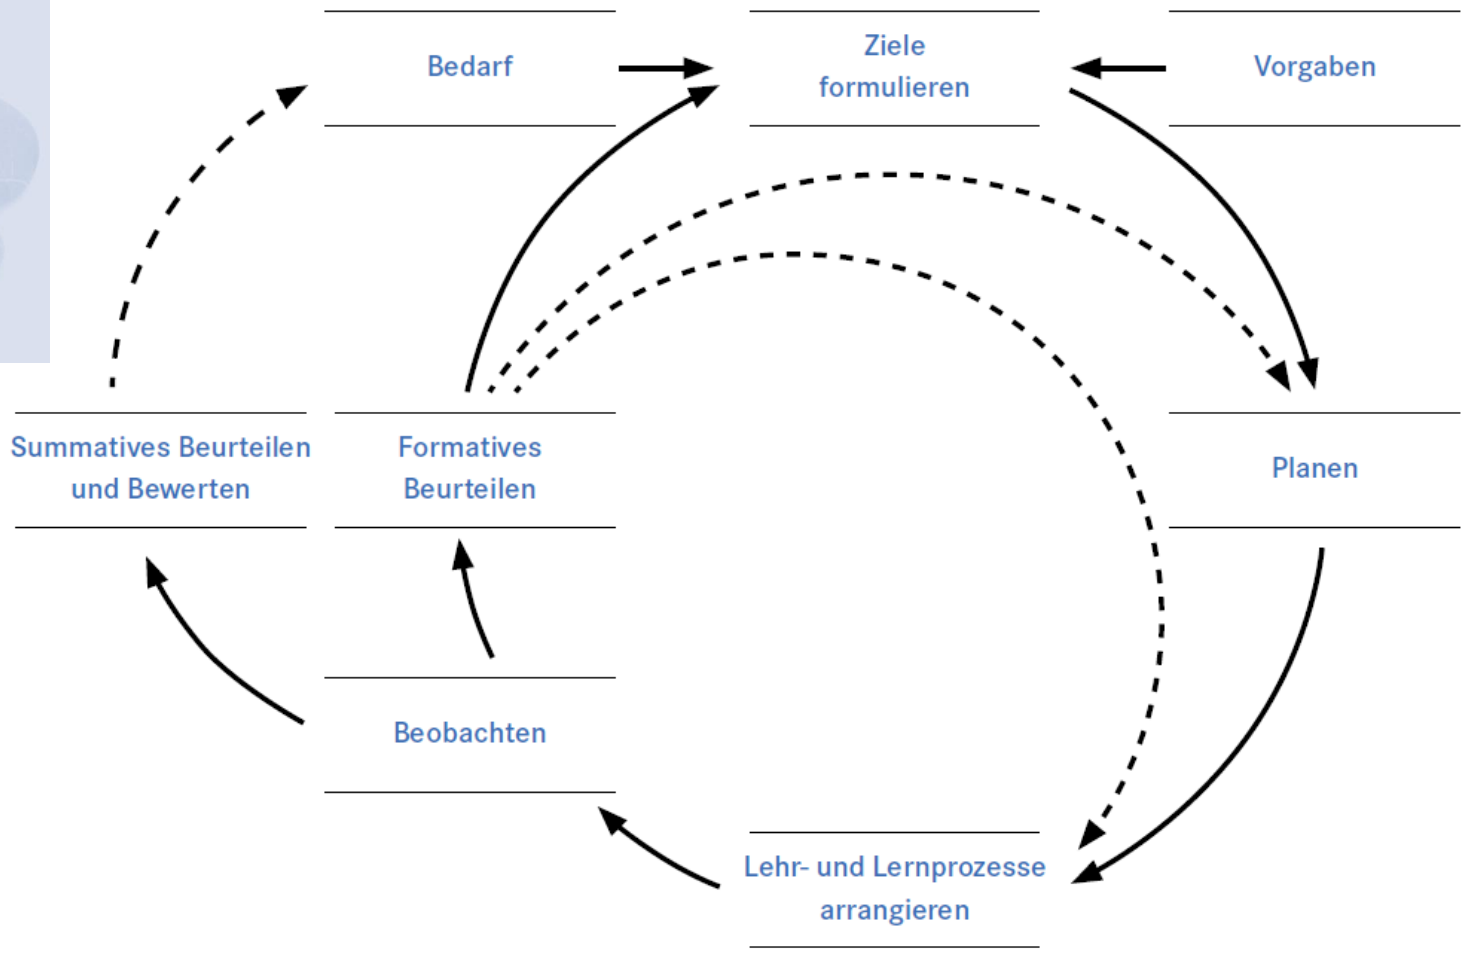 Bedarf
Ziele
formulieren
Vorgaben
Summatives Beurteilen
und Bewerten
Formatives
Beurteilen
Planen
Beobachten
Lehr- und Lernprozesse
arrangieren